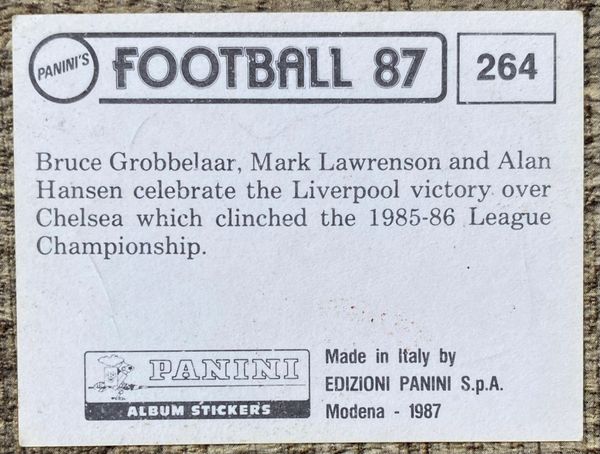 PANINI'S FOOTBALL 87 264
Bruce Grobbelaar, Mark Lawrenson and Alan
Hansen celebrate the Liverpool victory over
Chelsea which clinched the 1985-86 League
Championship.
PANINI
ALBUM STICKERS
Made in Italy by
EDIZIONI PANINI S.p.A.
Modena - 1987